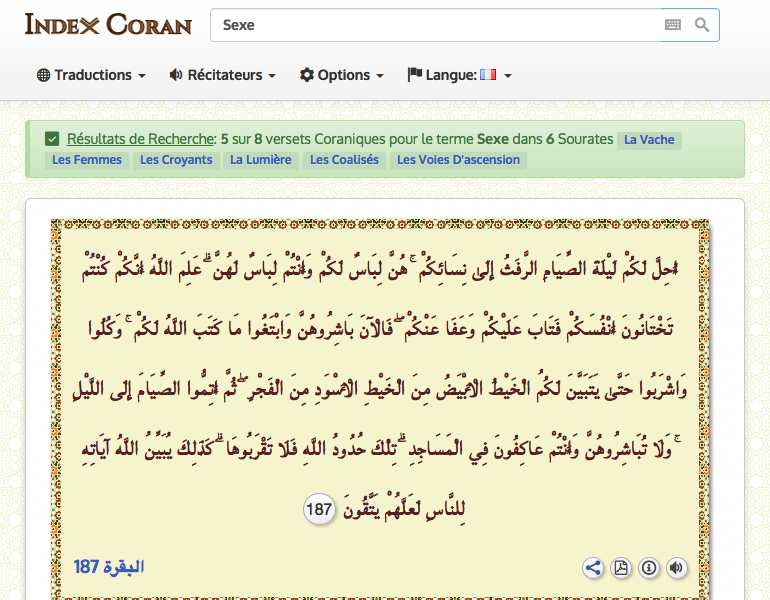 INDEX CORAN
Sexe
Traductions
Récitateurs
Options
Langue:
Résultats de Recherche: 5 sur 8 versets Coraniques pour le terme Sexe dans 6 Sourates La Vache
Les Femmes Les Croyants La Lumière Les Coalisés Les Voies D'ascension
أُحِلَّ لَكُمْ لَيْلَةَ الصِّيَامِ الرَّفَثُ إِلَىٰ نِسَائِكُمْ ۚ هُنَّ لِبَاسٌ لَكُمْ وَأَنْتُمْ لِبَاسٌ لَهُنَّ ۗ عَلِمَ اللَّهُ أَنَّكُمْ كُنْتُمْ
تَخْتَانُونَ أَنْفُسَكُمْ فَتَابَ عَلَيْكُمْ وَعَفَا عَنْكُمْ ۖ فَالْآنَ بَاشِرُوهُنَّ وَابْتَغُوا مَا كَتَبَ اللَّهُ لَكُمْ ۚ وَكُلُوا
وَاشْرَبُوا حَتَّىٰ يَتَبَيَّنَ لَكُمُ الْخَيْطُ الْأَبْيَضُ مِنَ الْخَيْطِ الْأَسْوَدِ مِنَ الْفَجْرِ ۖ ثُمَّ أَتِمُّوا الصِّيَامَ إِلَى اللَّيْلِ
ۚ وَلَا تُبَاشِرُوهُنَّ وَأَنْتُمْ عَاكِفُونَ فِي الْمَسَاجِدِ ۗ تِلْكَ حُدُودُ اللَّهِ فَلَا تَقْرَبُوهَا ۗ كَذَٰلِكَ يُبَيِّنُ اللَّهُ آيَاتِهِ
لِلنَّاسِ لَعَلَّهُمْ يَتَّقُونَ 187
البقرة 187